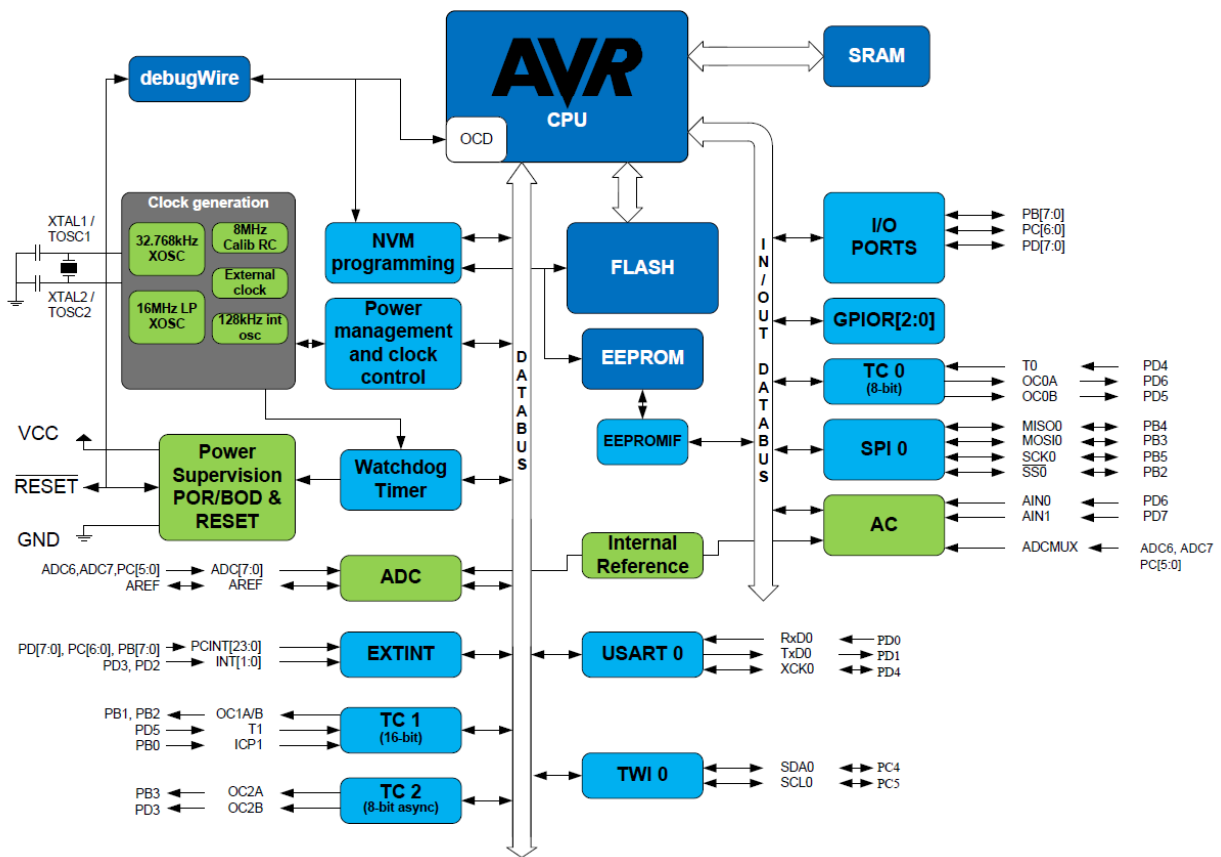 AVR
CPU
OCD
SRAM
debugWire
Clock generation
XTAL1 /
TOSC1
32.768kHz
XOSC
8MHz
Calib RC
External
clock
XTAL2 /
TOSC2
16MHz LP
XOSC
128kHz int
osc
NVM
programming
FLASH
I/O
PORTS
PB[7:0]
PC[6:0]
PD[7:0]
Power
management
and clock
control
EEPROM
GPIOR[2:0]
DATABUS
IN/OUT DATABUS
TC 0
(8-bit)
T0 PD4
OC0A PD6
OC0B PD5
EEPROMIF
SPI 0
MISO0 PB4
MOSI0 PB3
SCK0 PB5
SS0 PB2
VCC
RESET
GND
Power
Supervision
POR/BOD &
RESET
Watchdog
Timer
AC
AIN0 PD6
AIN1 PD7
ADCMUX ADC6, ADC7
PC[5:0]
Internal
Reference
ADC6,ADC7,PC[5:0] ADC[7:0]
AREF AREF
ADC
PD[7:0], PC[6:0], PB[7:0] PCINT[23:0]
PD3, PD2 INT[1:0]
EXTINT
USART 0
RxD0 PD0
TxD0 PD1
XCK0 PD4
PB1, PB2 OC1A/B
PD5 T1
PB0 ICP1
TC 1
(16-bit)
TWI 0
SDA0 PC4
SCL0 PC5
PB3 OC2A
PD3 OC2B
TC 2
(8-bit async)